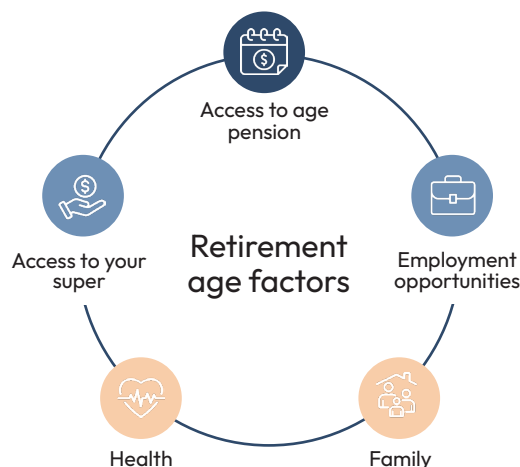 $
Access to age
pension
$
Access to your
super
Retirement
age factors
Employment
opportunities
Health
Family